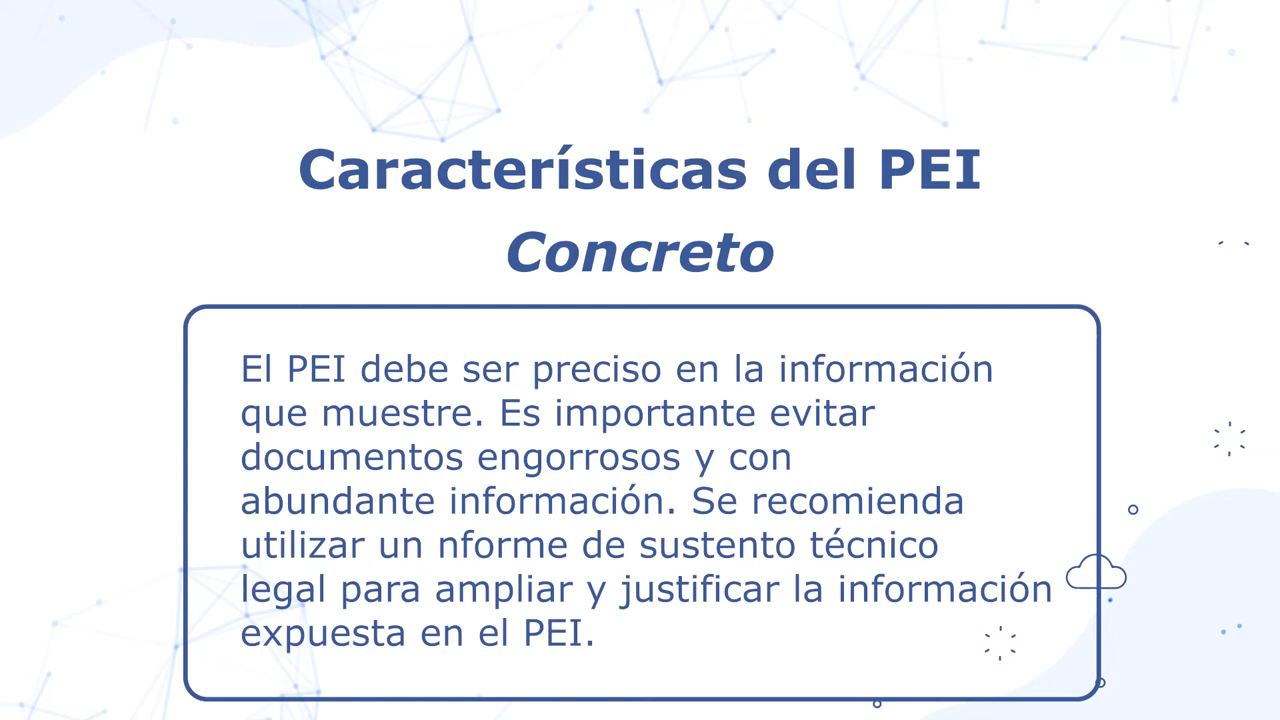 Características del PEI
Concreto
El PEI debe ser preciso en la información
que muestre. Es importante evitar
documentos engorrosos y con
abundante información. Se recomienda
utilizar un nforme de sustento técnico
legal para ampliar y justificar la información
expuesta en el PEI.